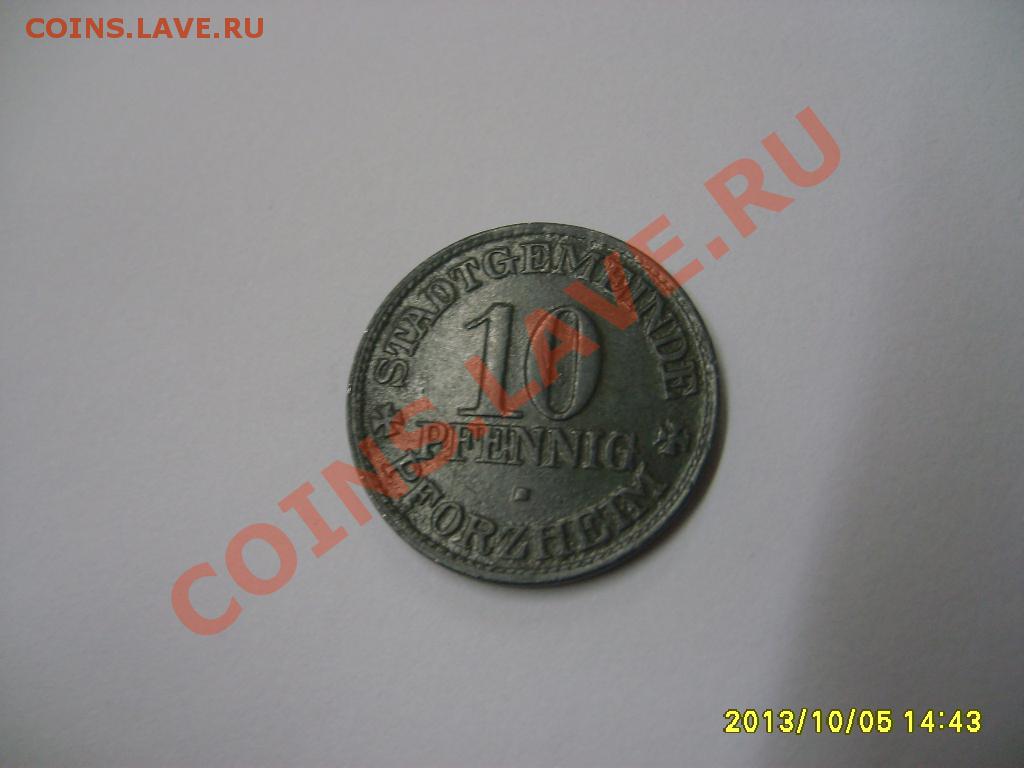 COINS.LAVE.RU
STADTGEMEINDE
10
PFENNIG
PFORZHEIM
COINS.LAVE.RU
2013/10/05 14:43